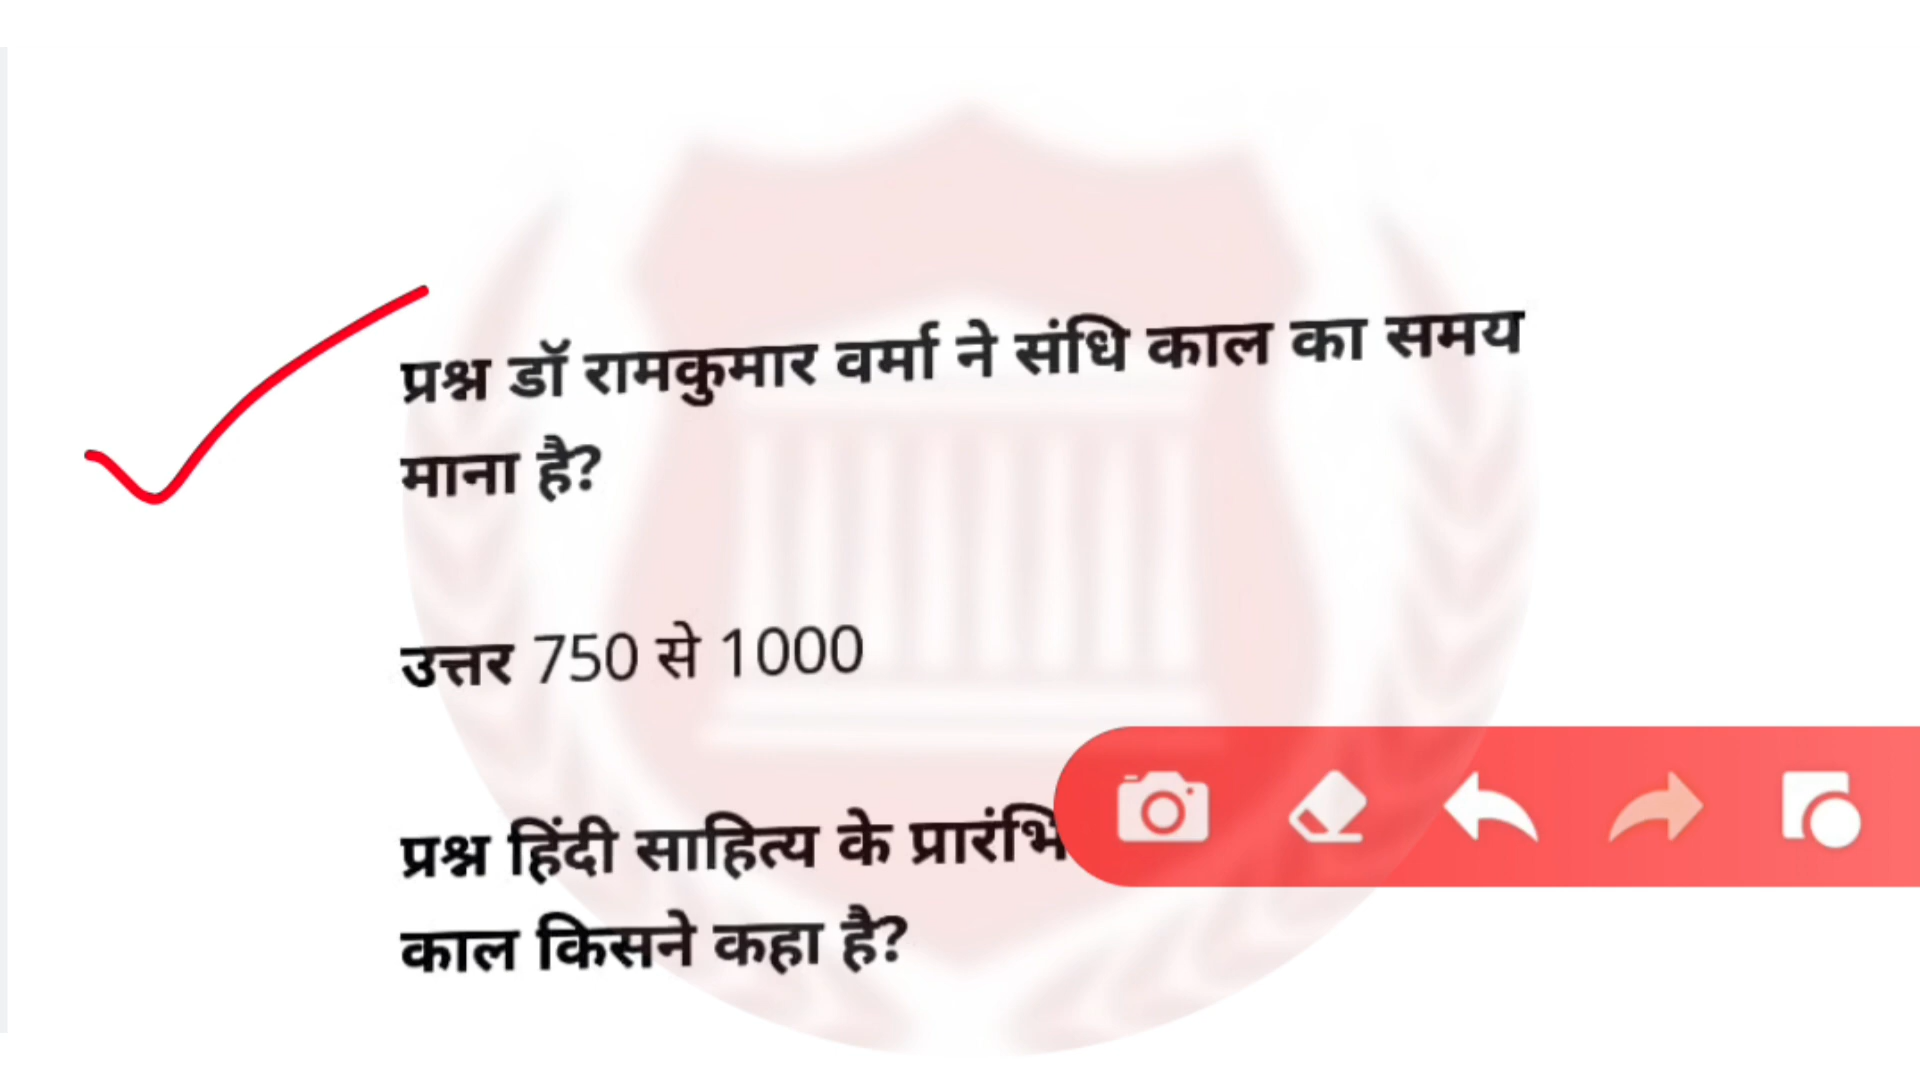 प्रश्न डॉ रामकुमार वर्मा ने संधि काल का समय
माना है?
उत्तर 750 से 1000
प्रश्न हिंदी साहित्य के
काल किसने कहा है?